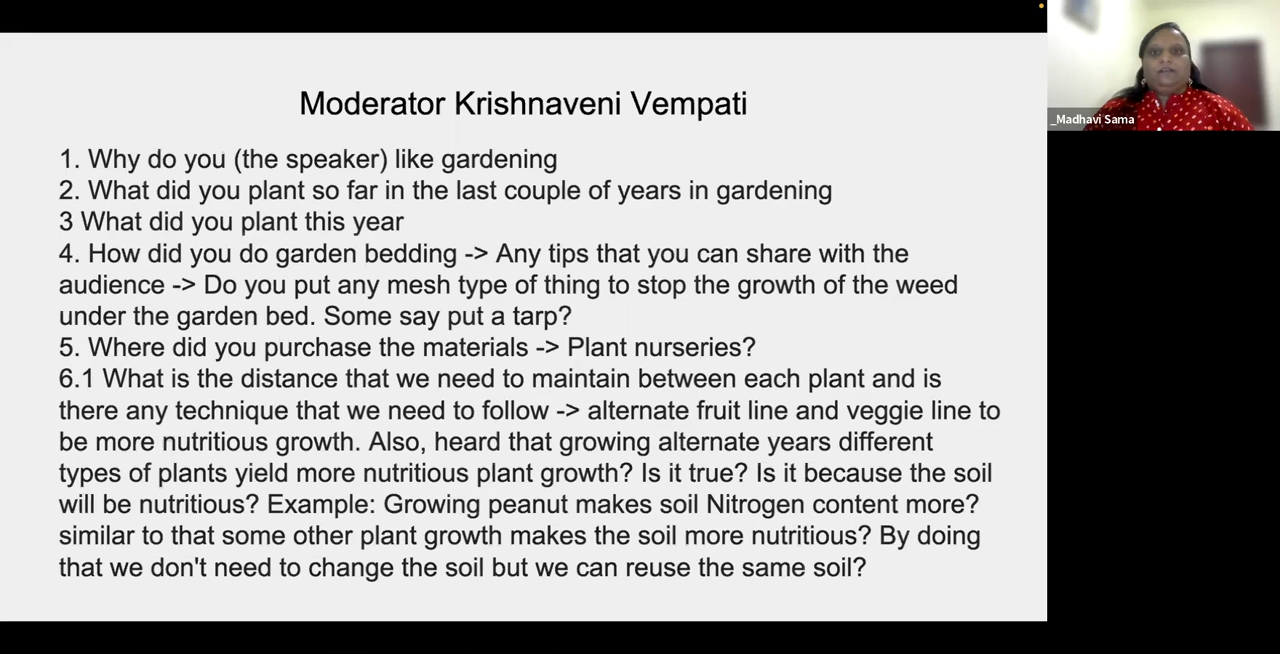 Moderator Krishnaveni Vempati
1. Why do you (the speaker) like gardening
2. What did you plant so far in the last couple of years in gardening
3 What did you plant this year
4. How did you do garden bedding -> Any tips that you can share with the
audience -> Do you put any mesh type of thing to stop the growth of the weed
under the garden bed. Some say put a tarp?
5. Where did you purchase the materials -> Plant nurseries?
6.1 What is the distance that we need to maintain between each plant and is
there any technique that we need to follow -> alternate fruit line and veggie line to
be more nutritious growth. Also, heard that growing alternate years different
types of plants yield more nutritious plant growth? Is it true? Is it because the soil
will be nutritious? Example: Growing peanut makes soil Nitrogen content more?
similar to that some other plant growth makes the soil more nutritious? By doing
that we don't need to change the soil but we can reuse the same soil?
_Madhavi Sama